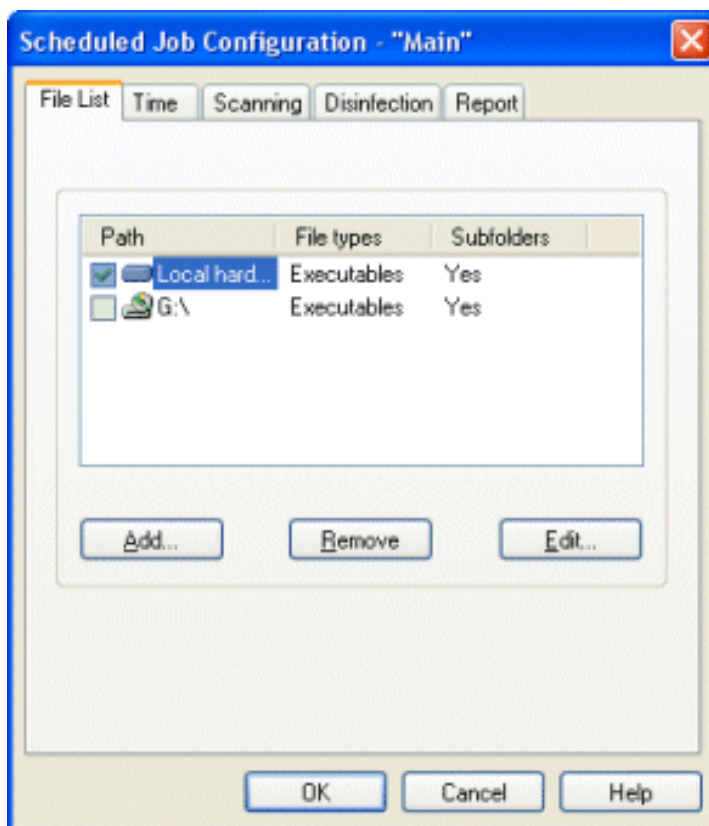 Scheduled Job Configuration - "Main"
File List Time Scanning Disinfection Report
Path File types Subfolders
Local hard... Executables Yes
G:\ Executables Yes
Add... Remove Edit...
OK Cancel Help